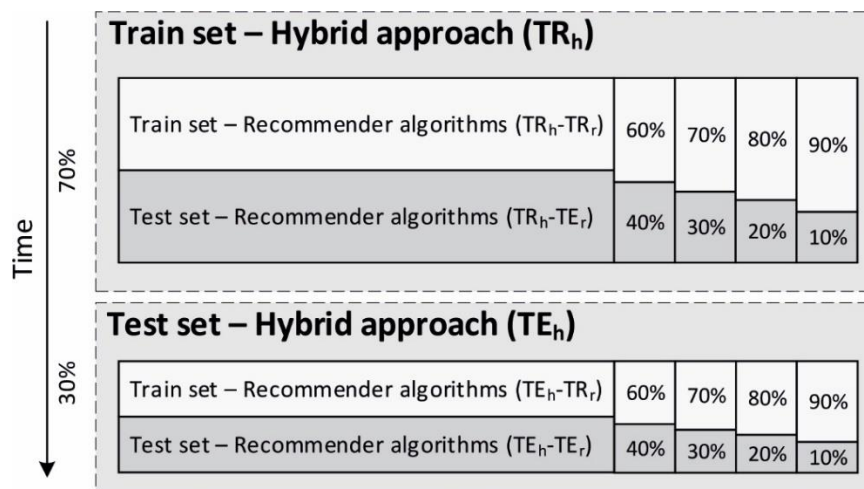 Train set – Hybrid approach (TRₕ)
Train set – Recommender algorithms (TRₕ-TRᵣ)
60%
70%
80%
90%
Test set – Recommender algorithms (TRₕ-TEᵣ)
40%
30%
20%
10%
70%
Time
Test set – Hybrid approach (TEₕ)
30%
Train set – Recommender algorithms (TEₕ-TRᵣ)
60%
70%
80%
90%
Test set – Recommender algorithms (TEₕ-TEᵣ)
40%
30%
20%
10%